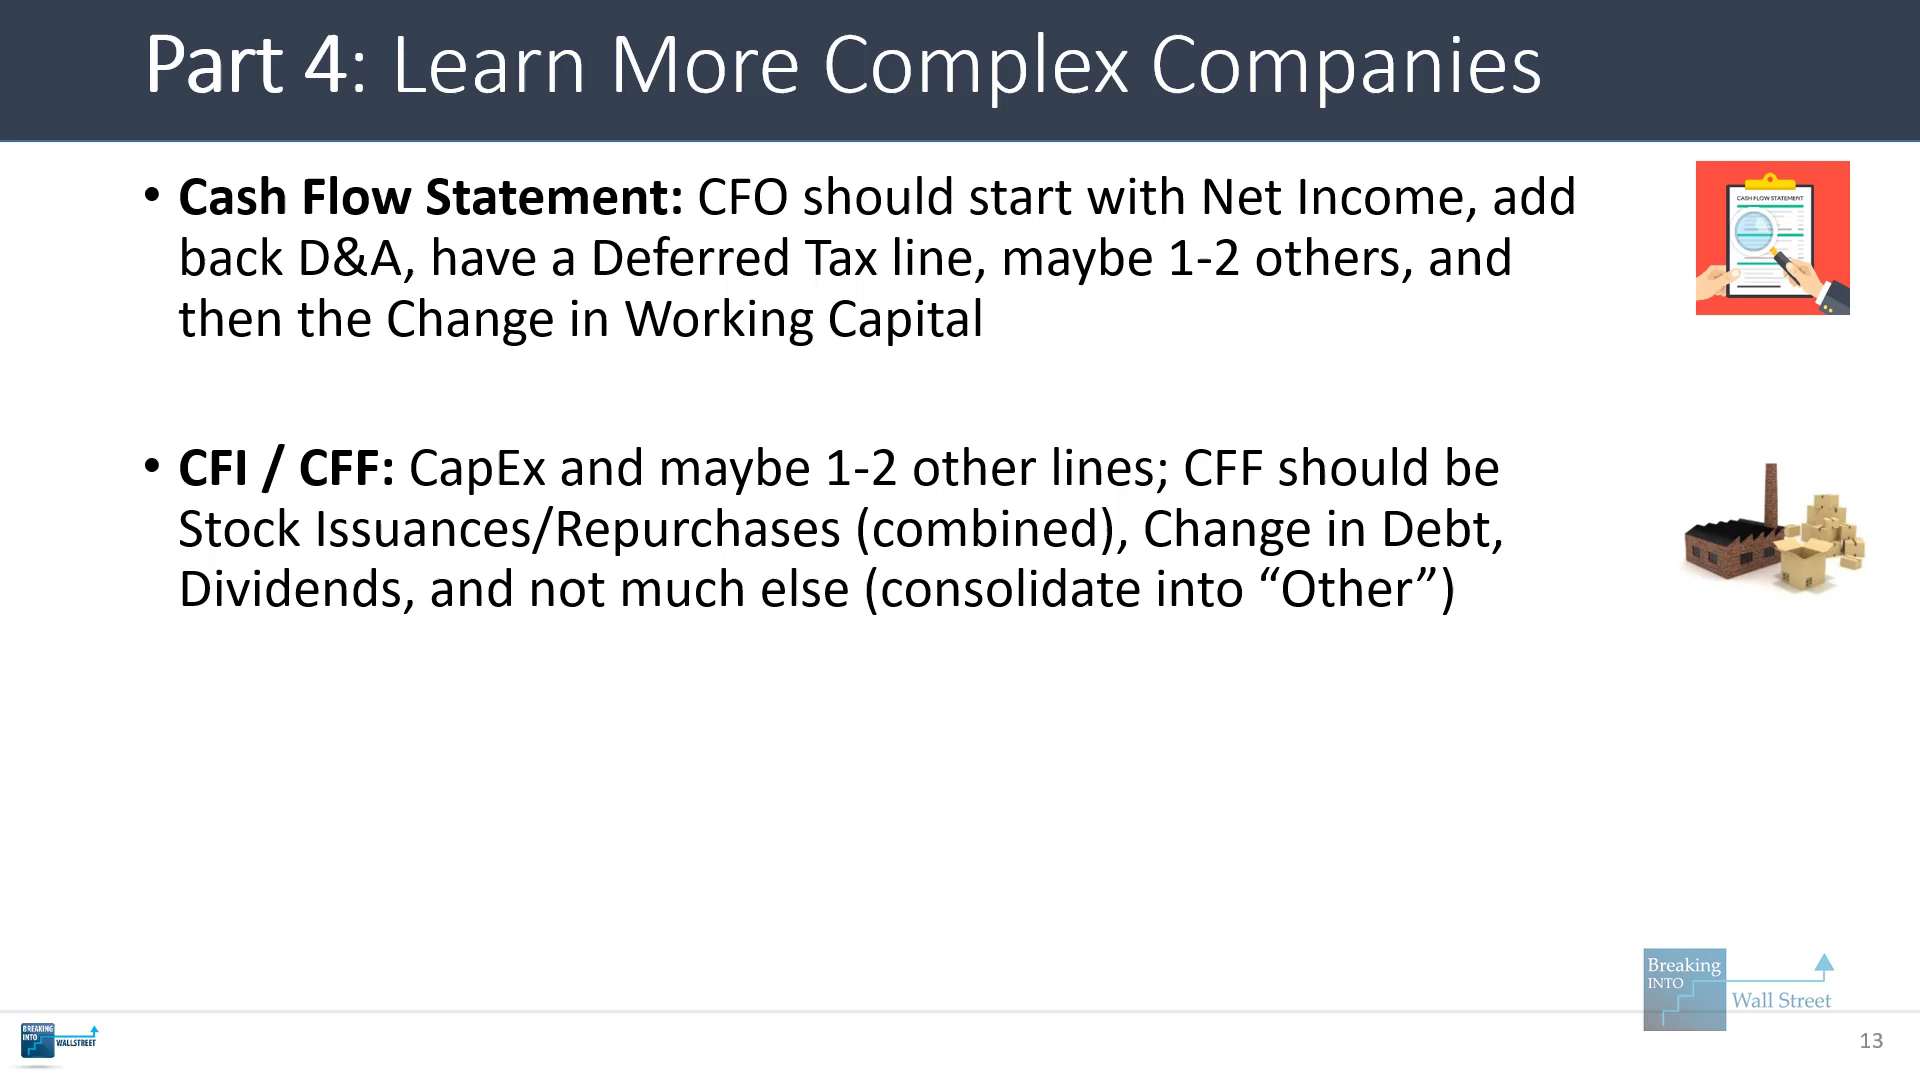 Part 4: Learn More Complex Companies
• Cash Flow Statement: CFO should start with Net Income, add
back D&A, have a Deferred Tax line, maybe 1-2 others, and
then the Change in Working Capital
CASH FLOW STATEMENT
• CFI / CFF: CapEx and maybe 1-2 other lines; CFF should be
Stock Issuances/Repurchases (combined), Change in Debt,
Dividends, and not much else (consolidate into “Other”)
Breaking
INTO
Wall Street
BREAKING
INTO
WALLSTREET
13